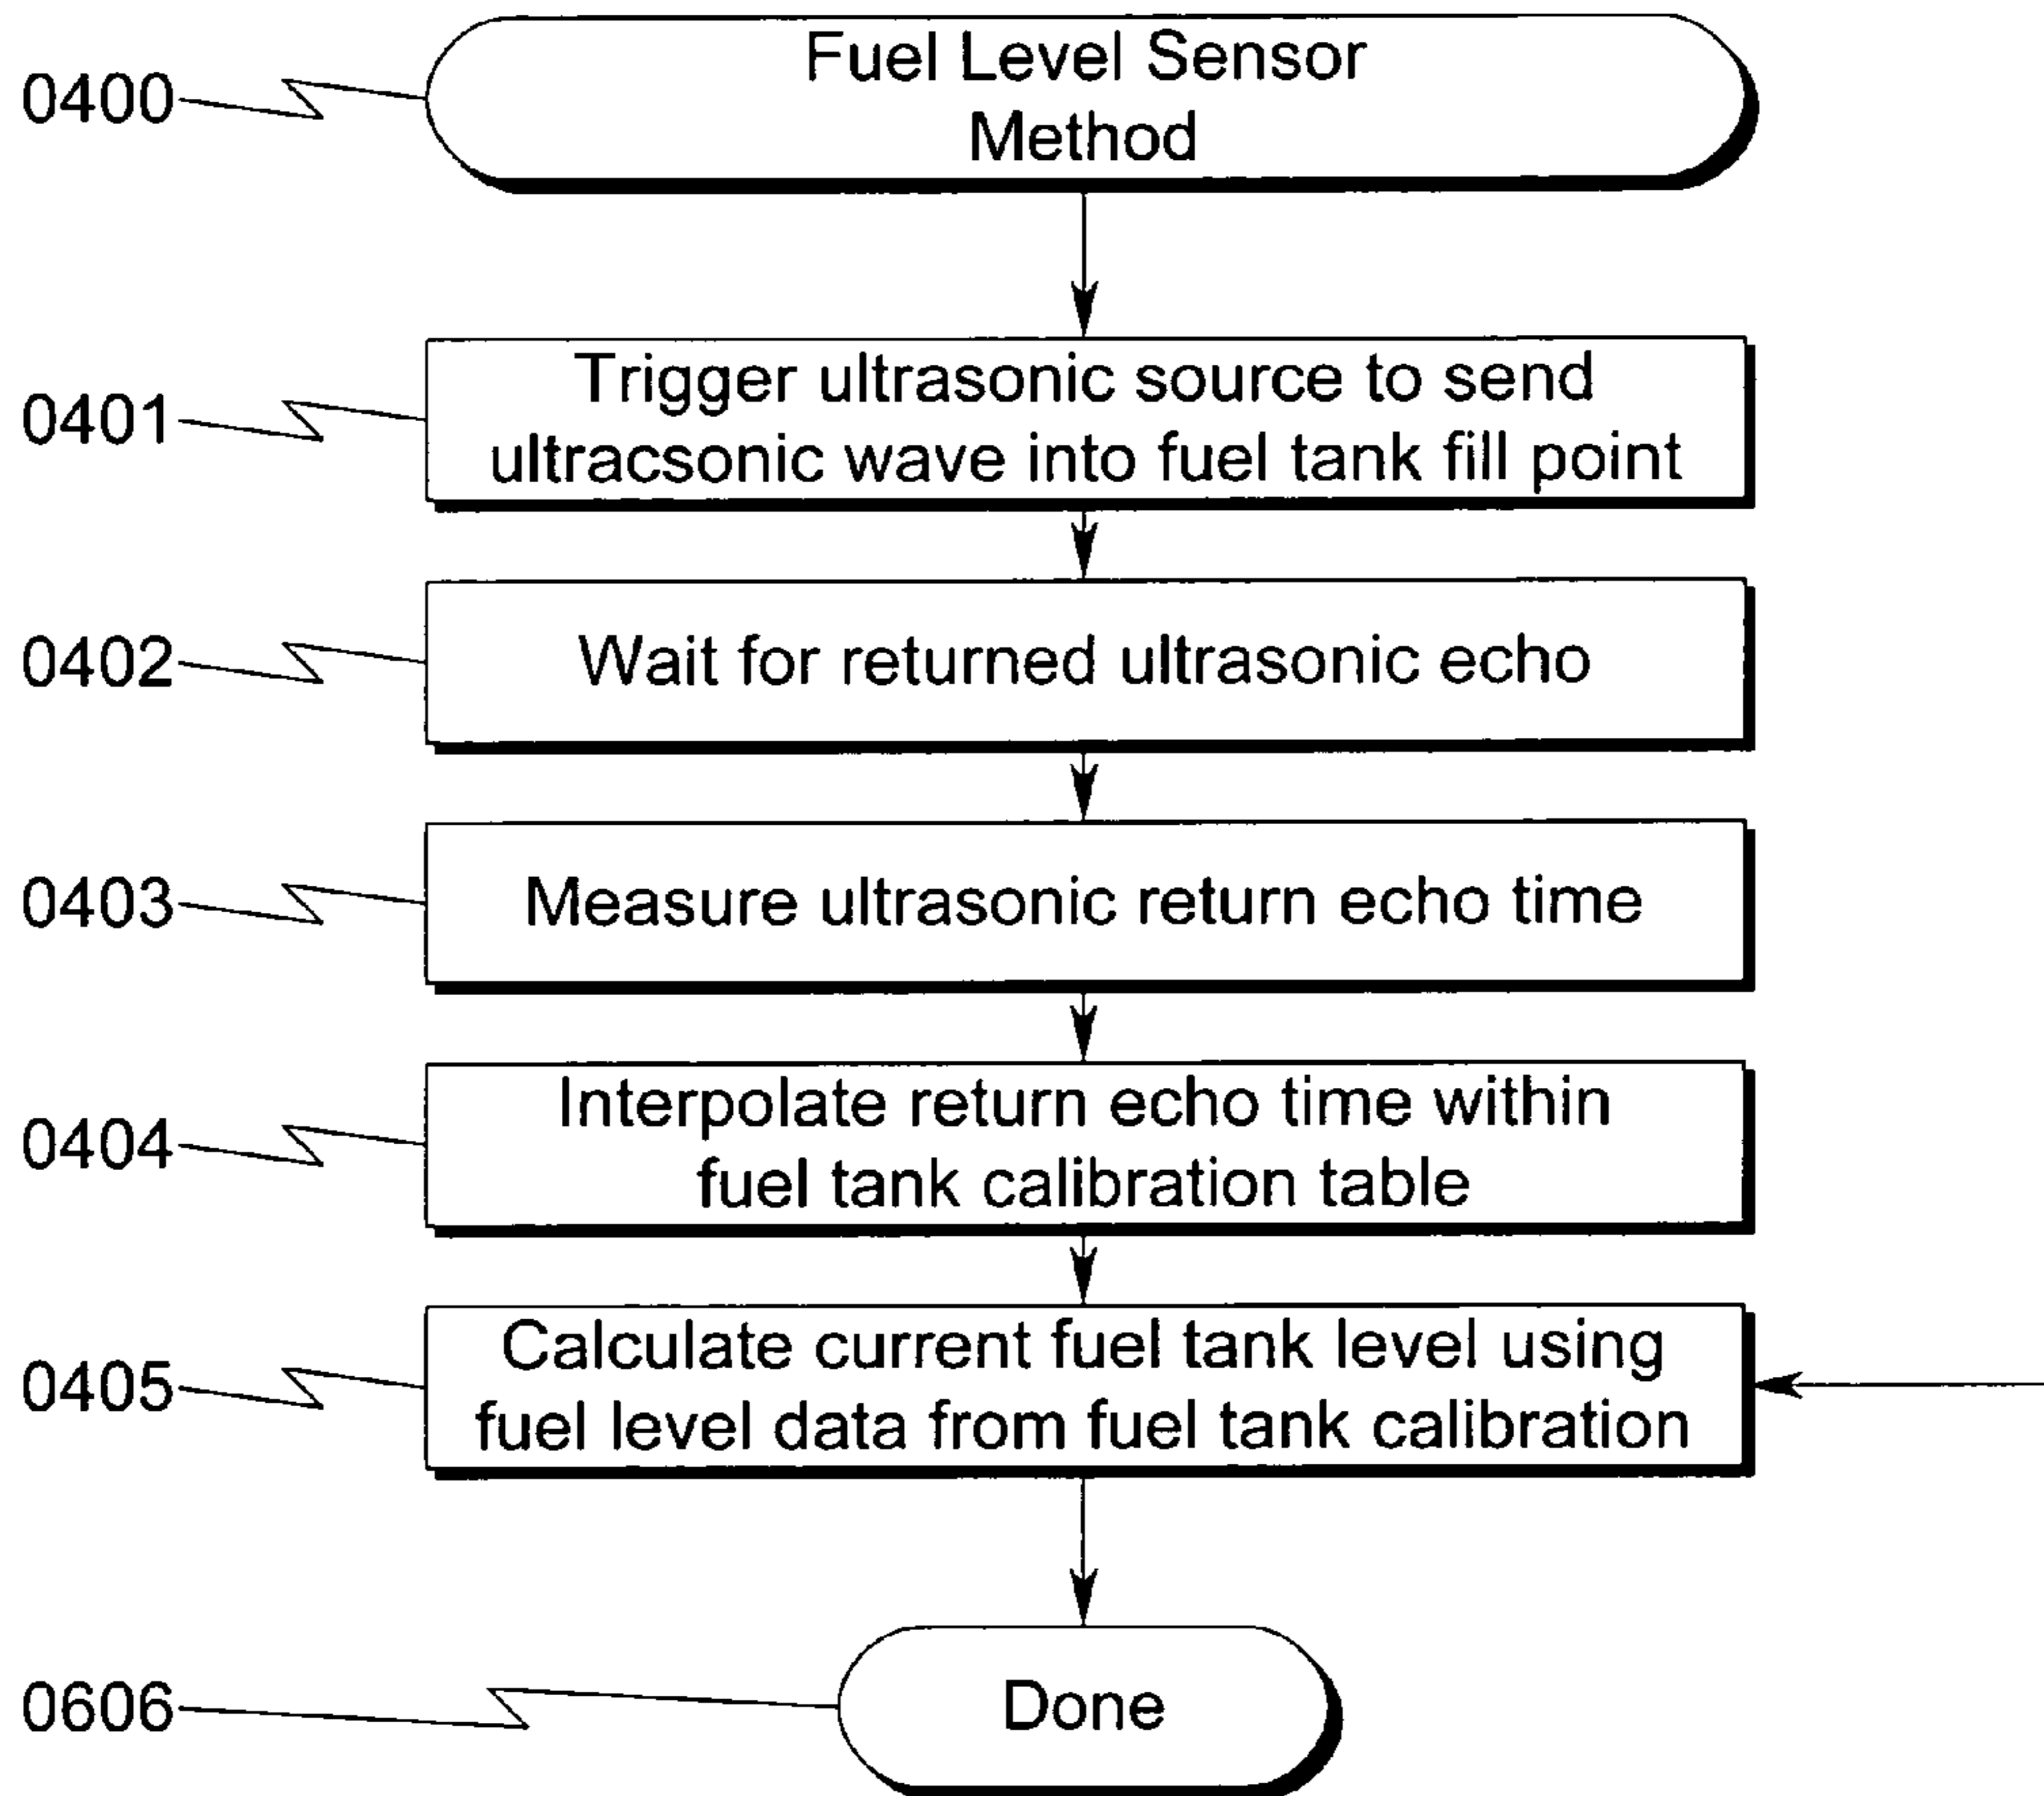 0400
Fuel Level Sensor
Method
0401
Trigger ultrasonic source to send
ultracsonic wave into fuel tank fill point
0402
Wait for returned ultrasonic echo
0403
Measure ultrasonic return echo time
0404
Interpolate return echo time within
fuel tank calibration table
0405
Calculate current fuel tank level using
fuel level data from fuel tank calibration
0606
Done